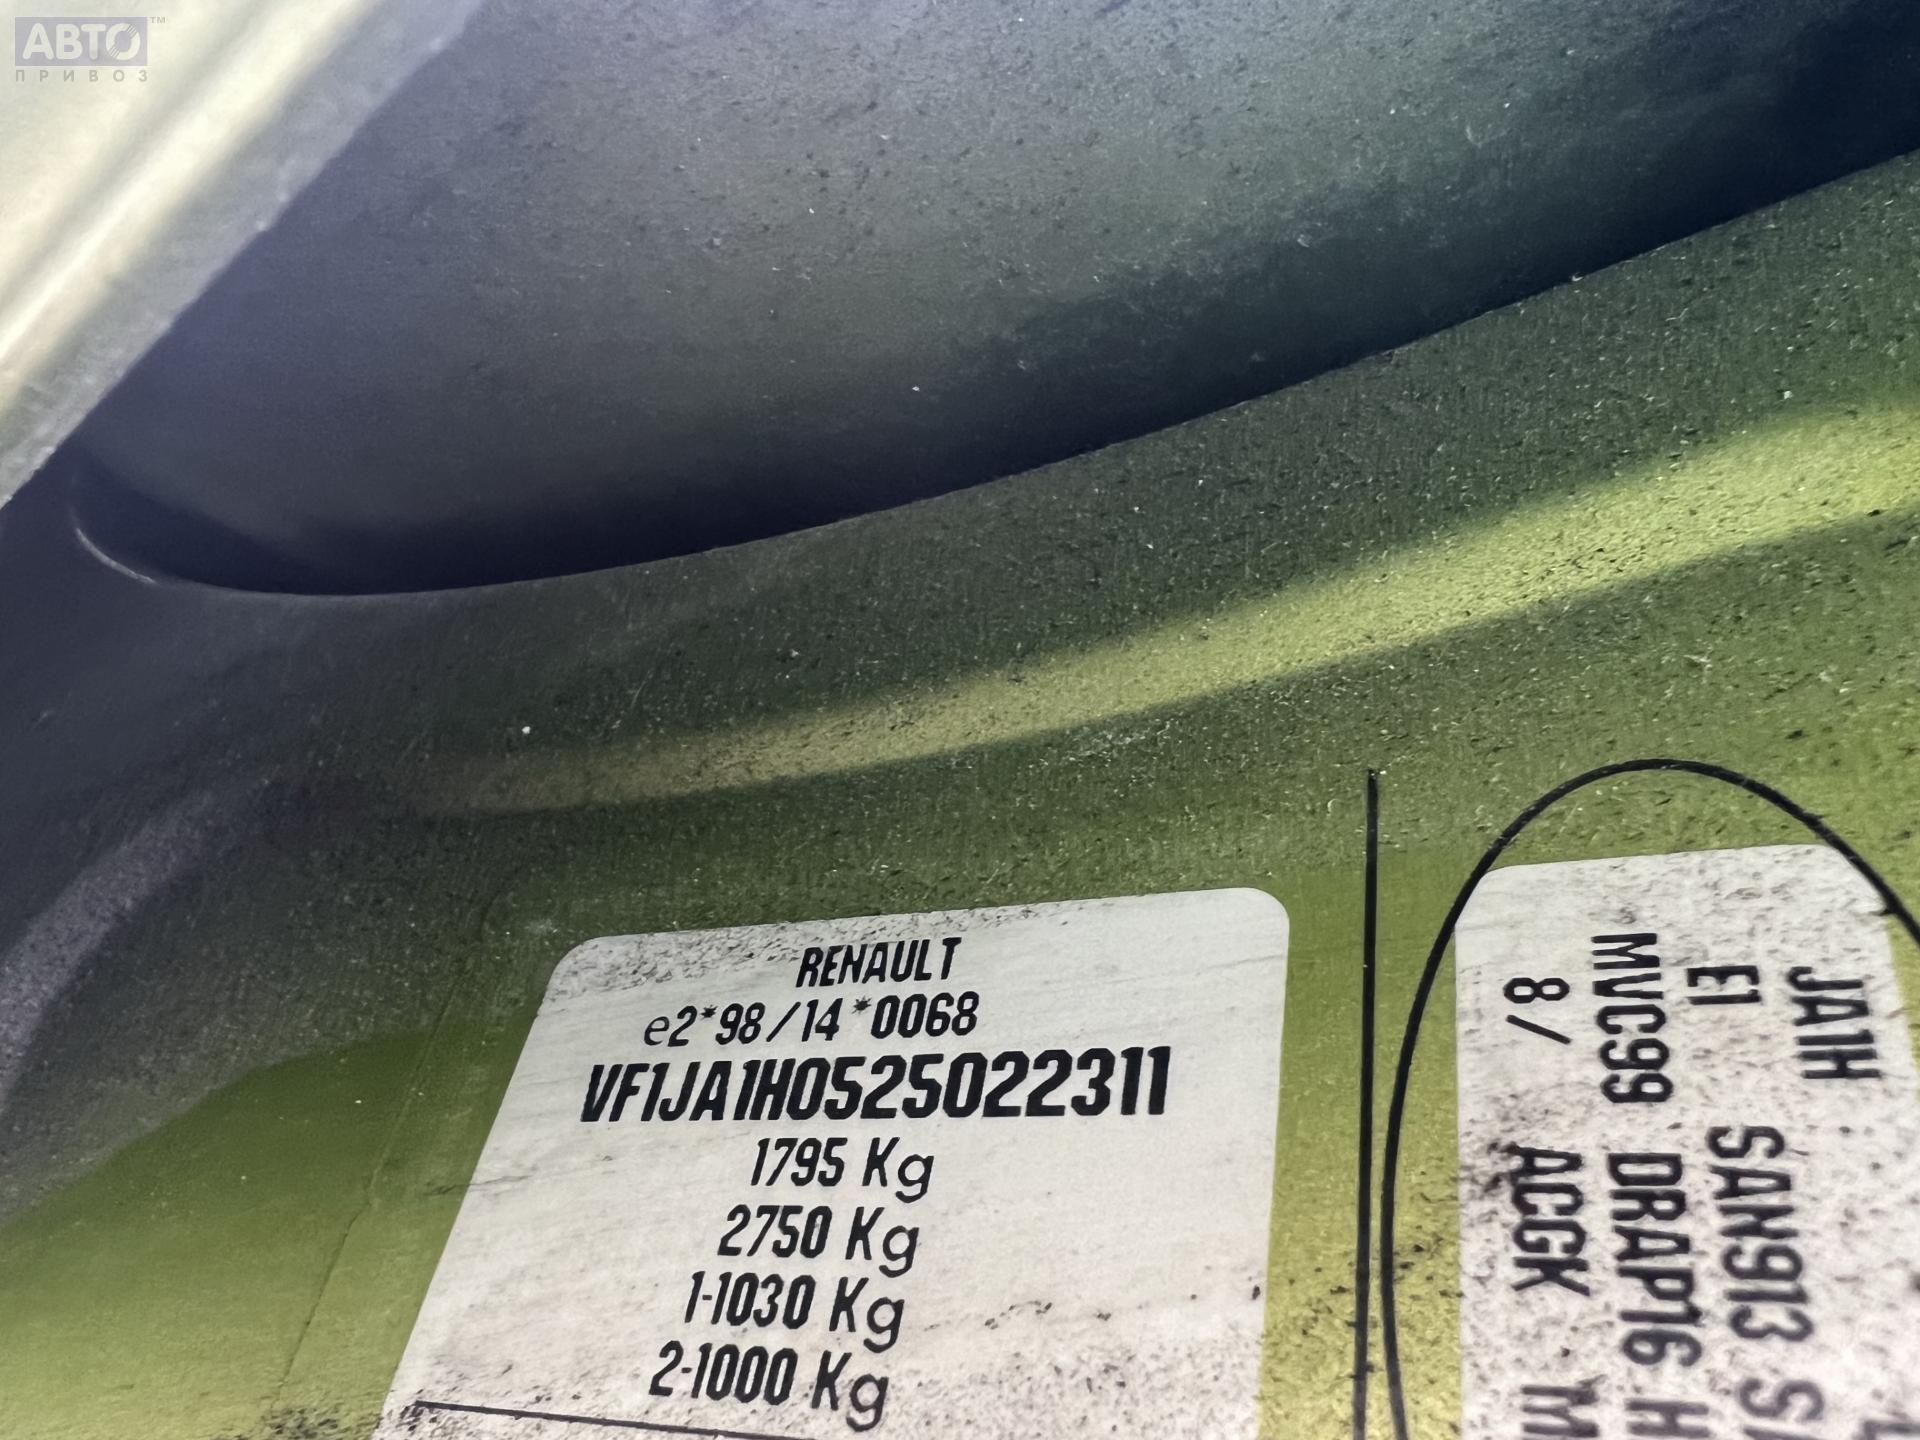 АВТО™
ПРИВОЗ
RENAULT
e2*98/14*0068
VF1JA1H0525022311
1795 Kg
2750 Kg
1-1030 Kg
2-1000 Kg
JA1H
E1 SAN913
MVC99 DRAP16 H
8/ ACGK M